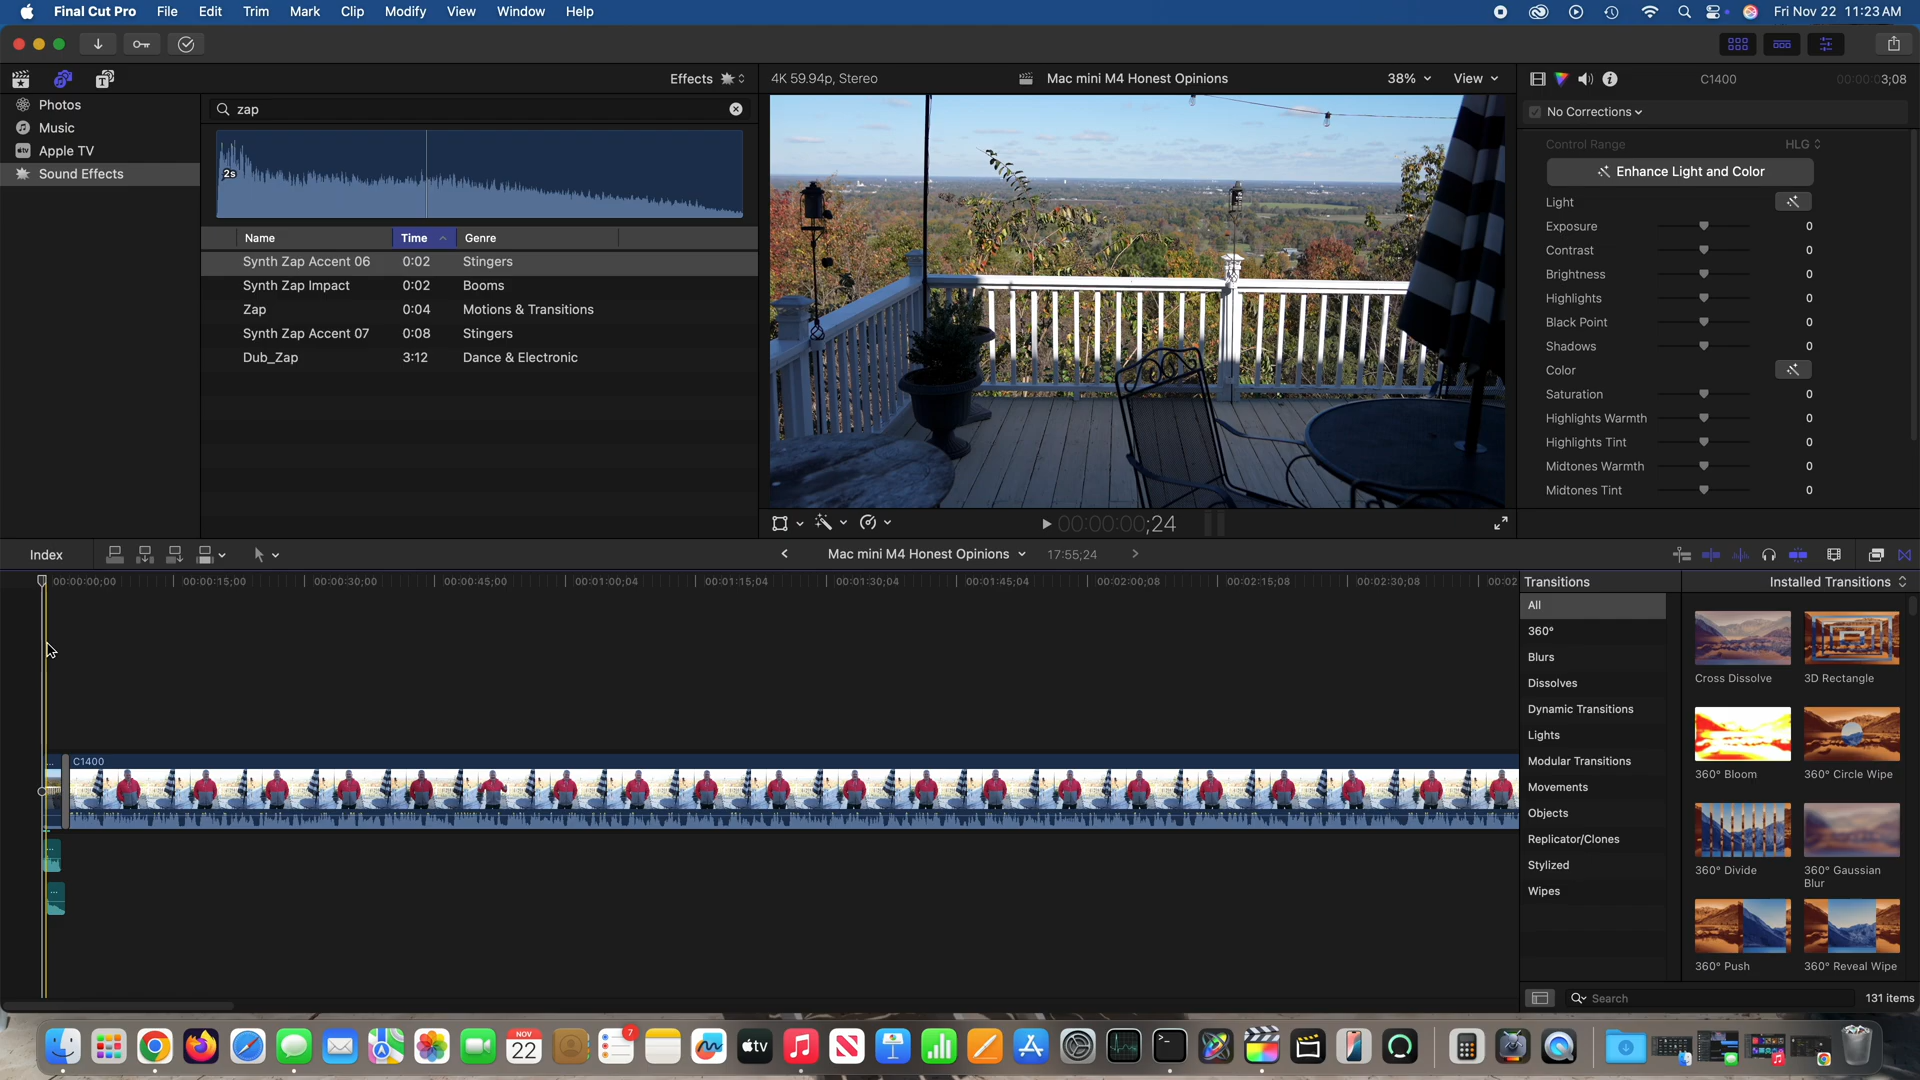 Final Cut Pro File Edit Trim Mark Clip Modify View Window Help
Fri Nov 22 11:23 AM
Effects
4K 59.94p, Stereo
Mac mini M4 Honest Opinions
38%
View
C1400
00:00:03;08
Photos
Music
Apple TV
Sound Effects
zap
2s
Name Time Genre
Synth Zap Accent 06 0:02 Stingers
Synth Zap Impact 0:02 Booms
Zap 0:04 Motions & Transitions
Synth Zap Accent 07 0:08 Stingers
Dub_Zap 3:12 Dance & Electronic
No Corrections
Control Range HLG
Enhance Light and Color
Light
Exposure 0
Contrast 0
Brightness 0
Highlights 0
Black Point 0
Shadows 0
Color
Saturation 0
Highlights Warmth 0
Highlights Tint 0
Midtones Warmth 0
Midtones Tint 0
00:00:00;24
Index
Mac mini M4 Honest Opinions
17:55;24
00:00:00;00 00:00:15;00 00:00:30;00 00:00:45;00 00:01:00;04 00:01:15;04 00:01:30;04 00:01:45;04 00:02:00;08 00:02:15;08 00:02:30;08 00:02
C1400
Transitions
Installed Transitions
All
360°
Blurs
Dissolves
Dynamic Transitions
Lights
Modular Transitions
Movements
Objects
Replicator/Clones
Stylized
Wipes
Cross Dissolve 3D Rectangle
360° Bloom 360° Circle Wipe
360° Divide 360° Gaussian
Blur
360° Push 360° Reveal Wipe
Search
131 items
NOV
22
7
tv